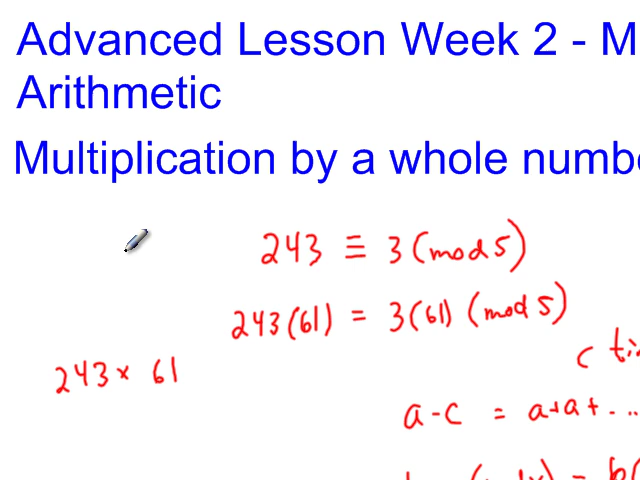 Advanced Lesson Week 2 - M
Arithmetic
Multiplication by a whole numbe
243 ≡ 3 (mod 5)
243 (61) = 3 (61) (mod 5)
c
243 × 61
a - c = a + a + - ..